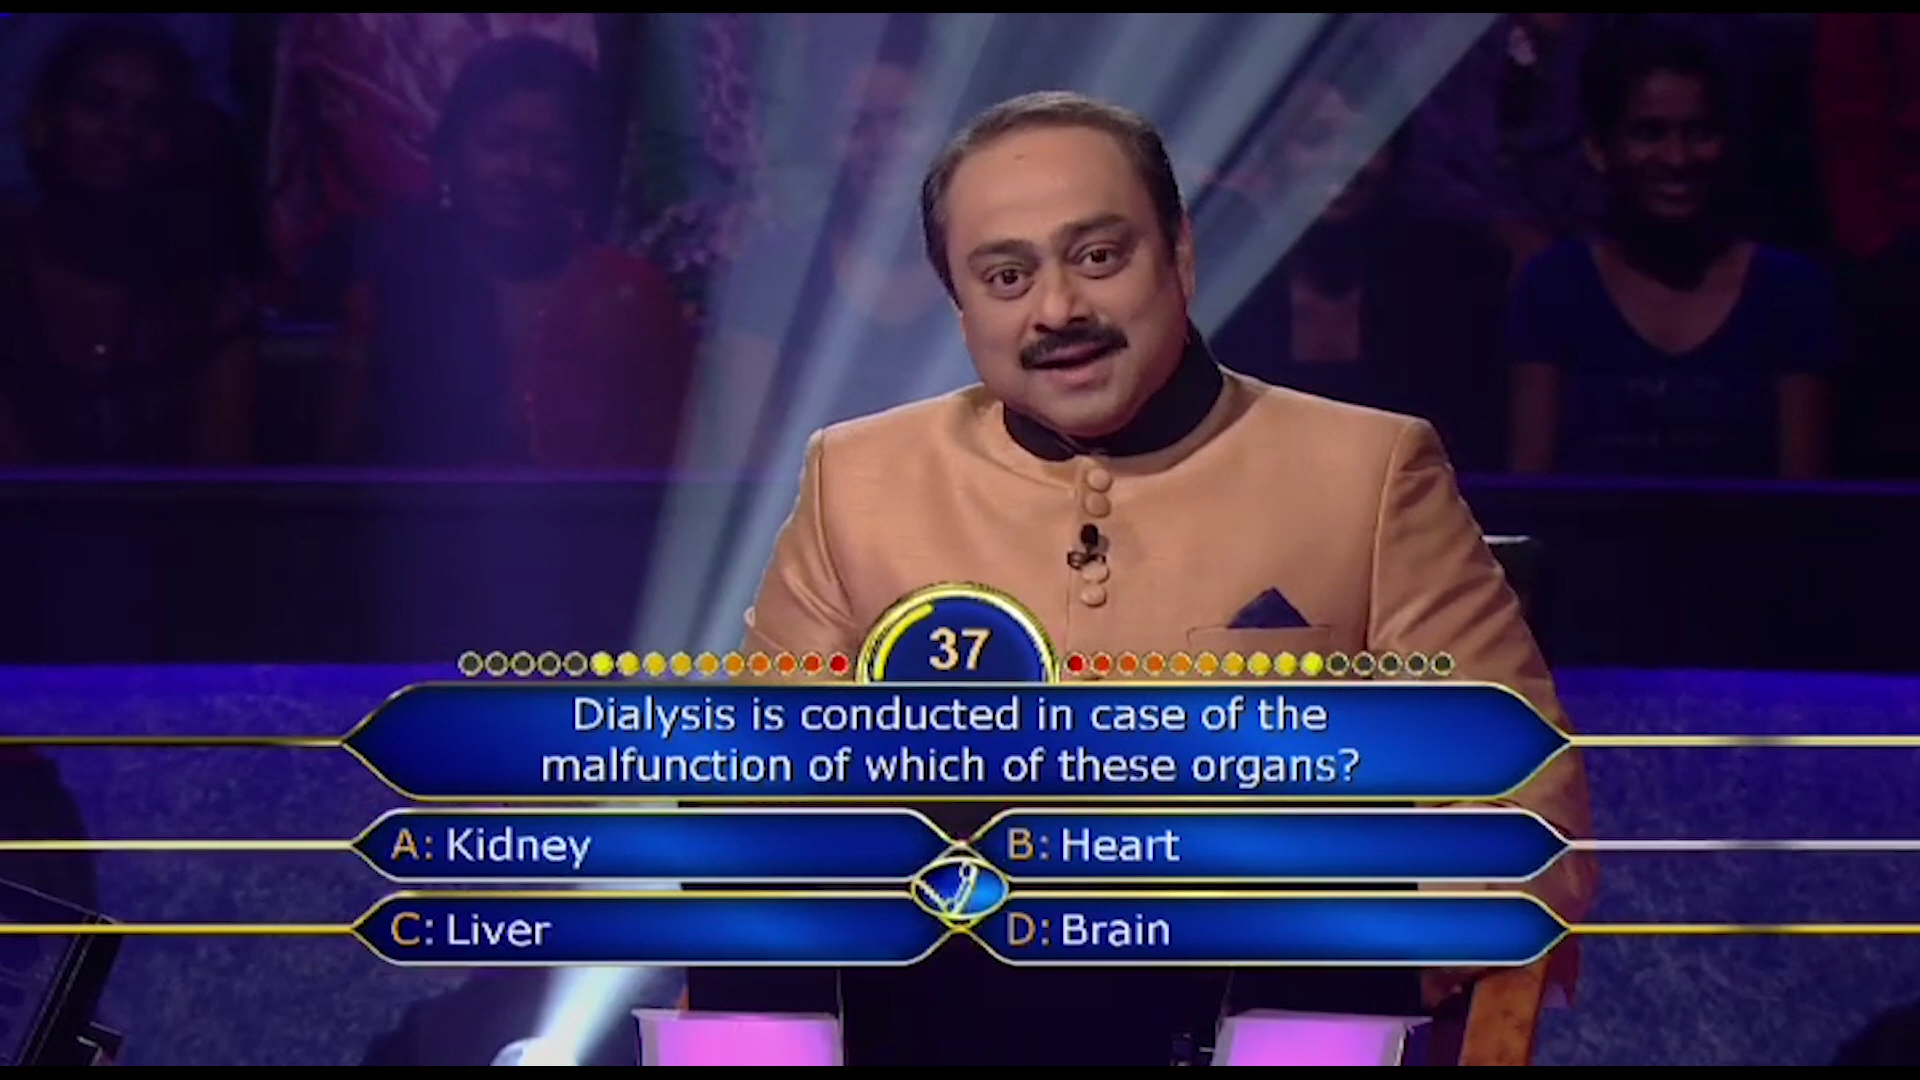 37
Dialysis is conducted in case of the
malfunction of which of these organs?
A: Kidney
B: Heart
C: Liver
D: Brain